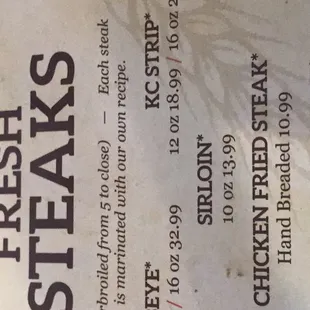 FRESH
STEAKS
broiled from 5 to close) — Each steak
is marinated with our own recipe.
EYE* KC STRIP*
/ 16 oz 32.99 12 oz 18.99 / 16 oz
SIRLOIN*
10 oz 13.99
CHICKEN FRIED STEAK*
Hand Breaded 10.99